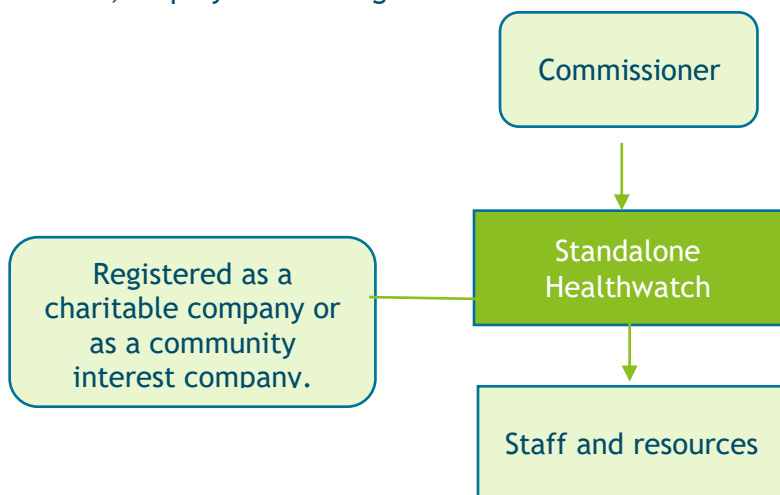 Commissioner
Standalone
Healthwatch
Registered as a
charitable company or
as a community
interest company.
Staff and resources